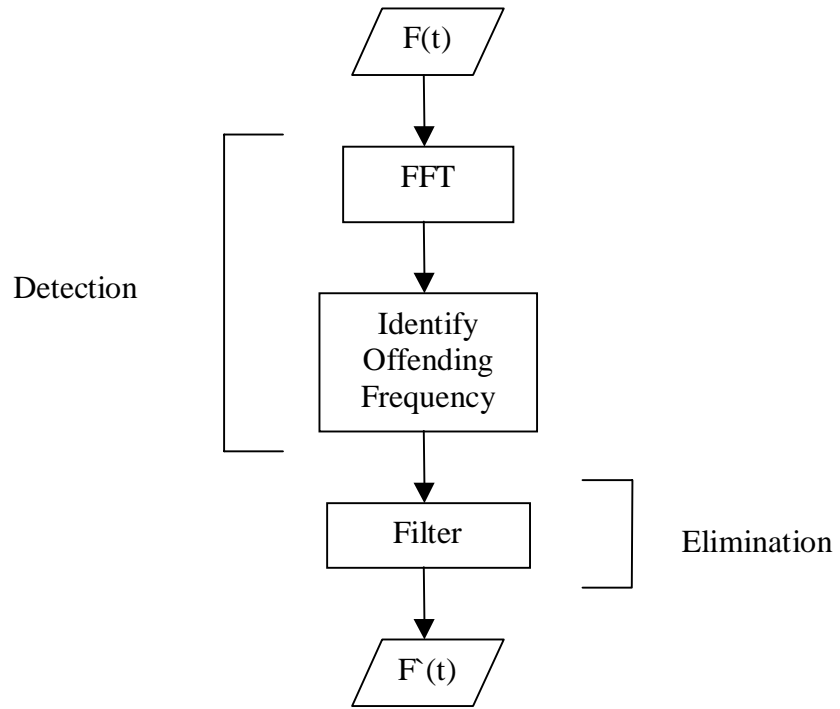 F(t)
FFT
Detection
Identify
Offending
Frequency
Filter
Elimination
F`(t)